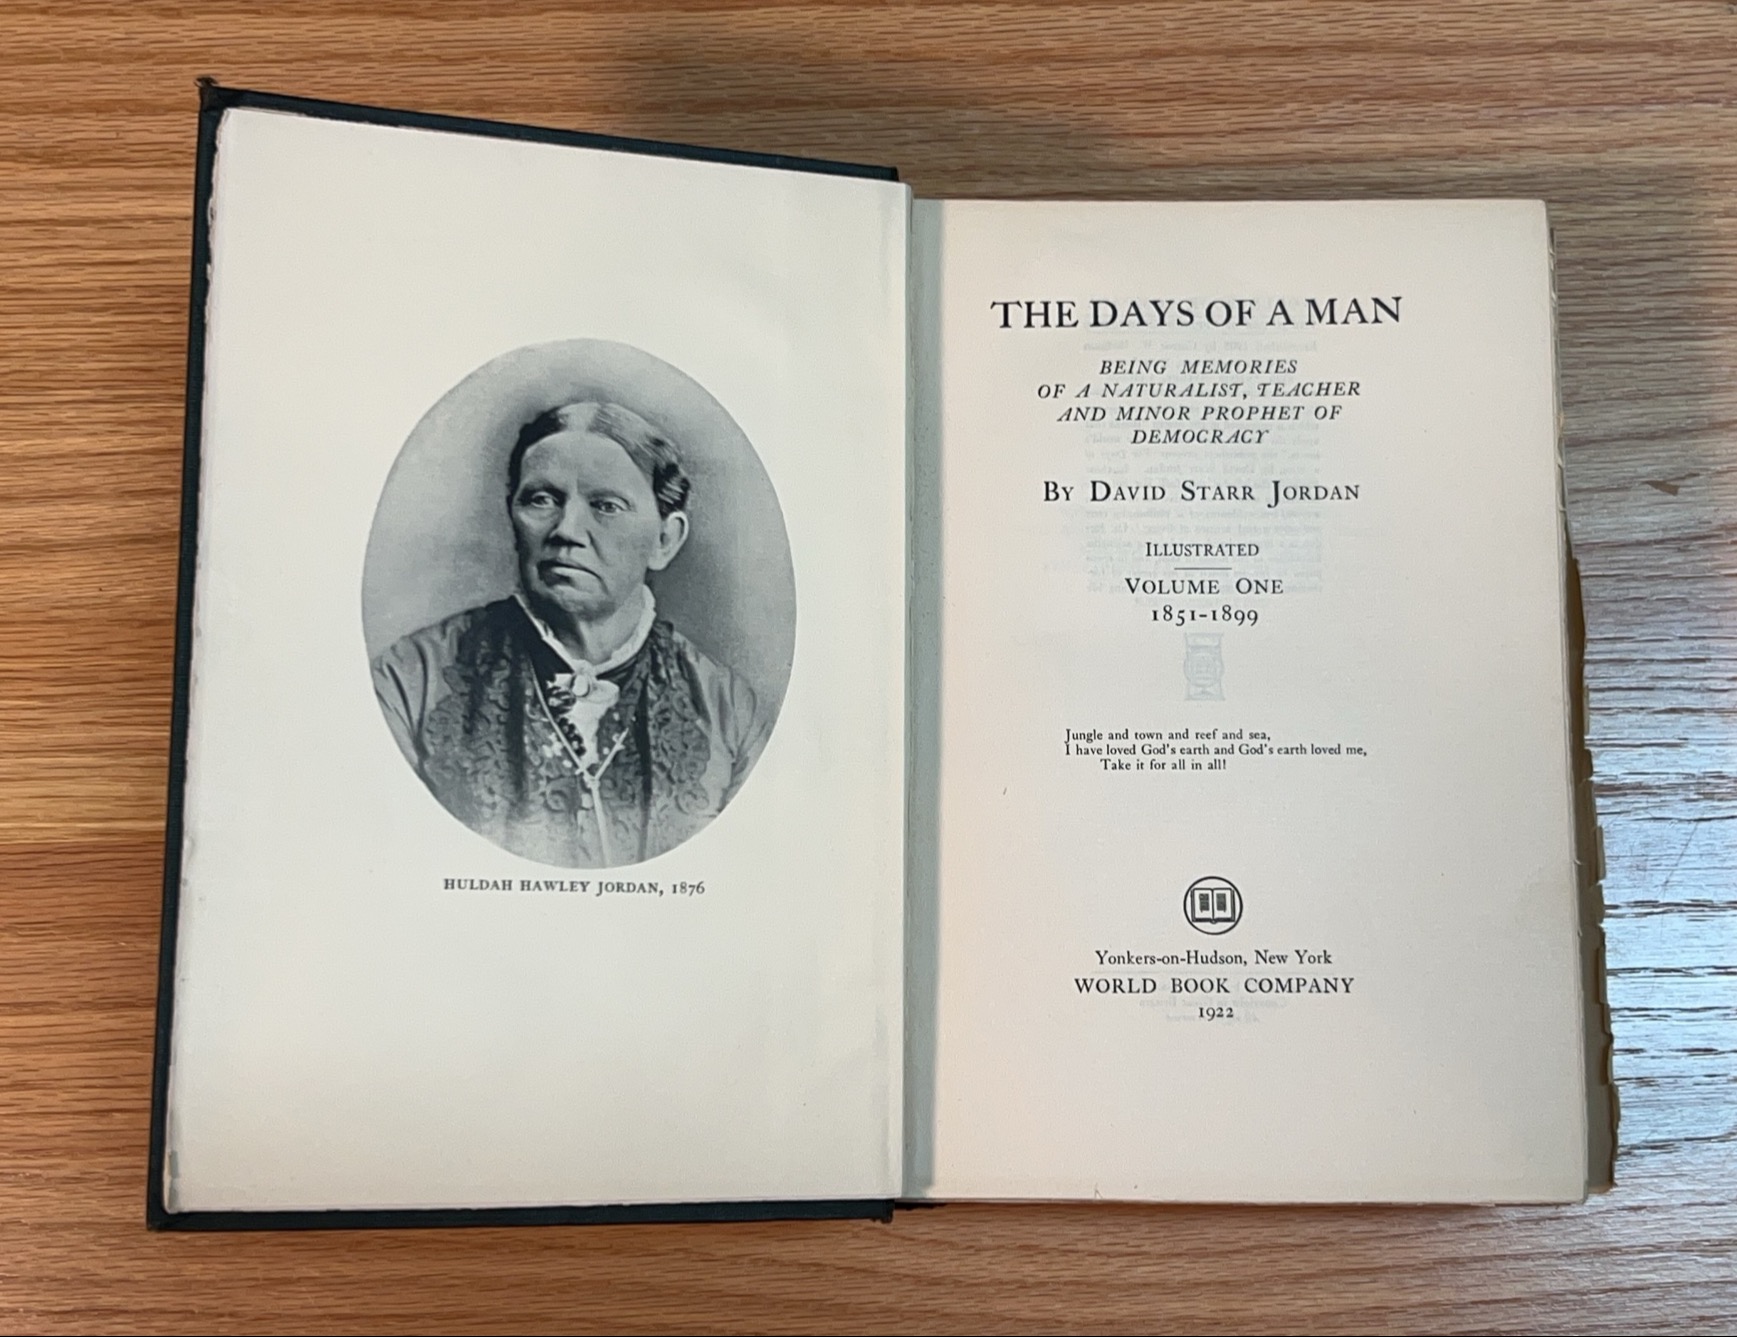 HULDAH HAWLEY JORDAN, 1876
THE DAYS OF A MAN
BEING MEMORIES
OF A NATURALIST, TEACHER
AND MINOR PROPHET OF
DEMOCRACY
BY DAVID STARR JORDAN
ILLUSTRATED
VOLUME ONE
1851-1899
Jungle and town and reef and sea,
I have loved God's earth and God's earth loved me,
Take it for all in all!
Yonkers-on-Hudson, New York
WORLD BOOK COMPANY
1922